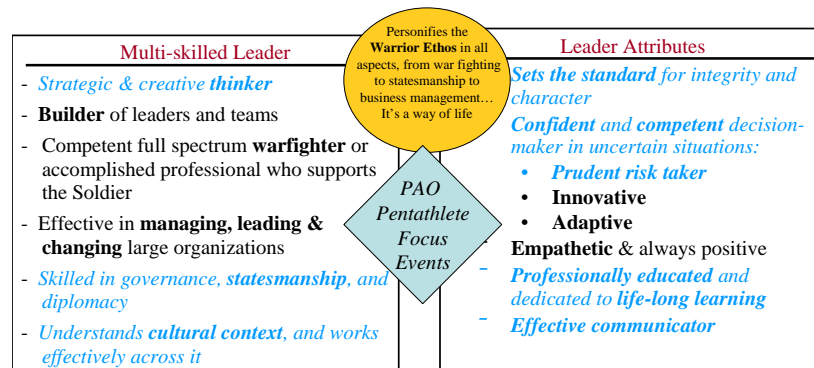 Multi-skilled Leader
- Strategic & creative thinker
- Builder of leaders and teams
- Competent full spectrum warfighter or
accomplished professional who supports
the Soldier
- Effective in managing, leading &
changing large organizations
- Skilled in governance, statesmanship, and
diplomacy
- Understands cultural context, and works
effectively across it
Personifies the
Warrior Ethos in all
aspects, from war fighting
to statesmanship to
business management…
It's a way of life
PAO
Pentathlete
Focus
Events
Leader Attributes
Sets the standard for integrity and
character
Confident and competent decision-
maker in uncertain situations:
• Prudent risk taker
• Innovative
• Adaptive
- Empathetic & always positive
- Professionally educated and
dedicated to life-long learning
- Effective communicator